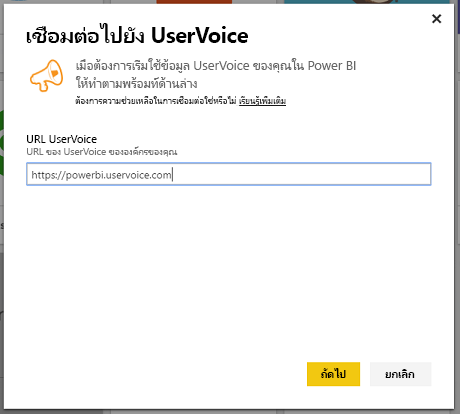 เชื่อมต่อไปยัง UserVoice
เมื่อต้องการเริ่มใช้ข้อมูล UserVoice ของคุณใน Power BI
ให้ทำตามพร้อมท์ด้านล่าง
ต้องการความช่วยเหลือในการเชื่อมต่อใช่หรือไม่ เรียนรู้เพิ่มเติม
URL UserVoice
URL ของ UserVoice ขององค์กรของคุณ
https://powerbi.uservoice.com
ถัดไป
ยกเลิก